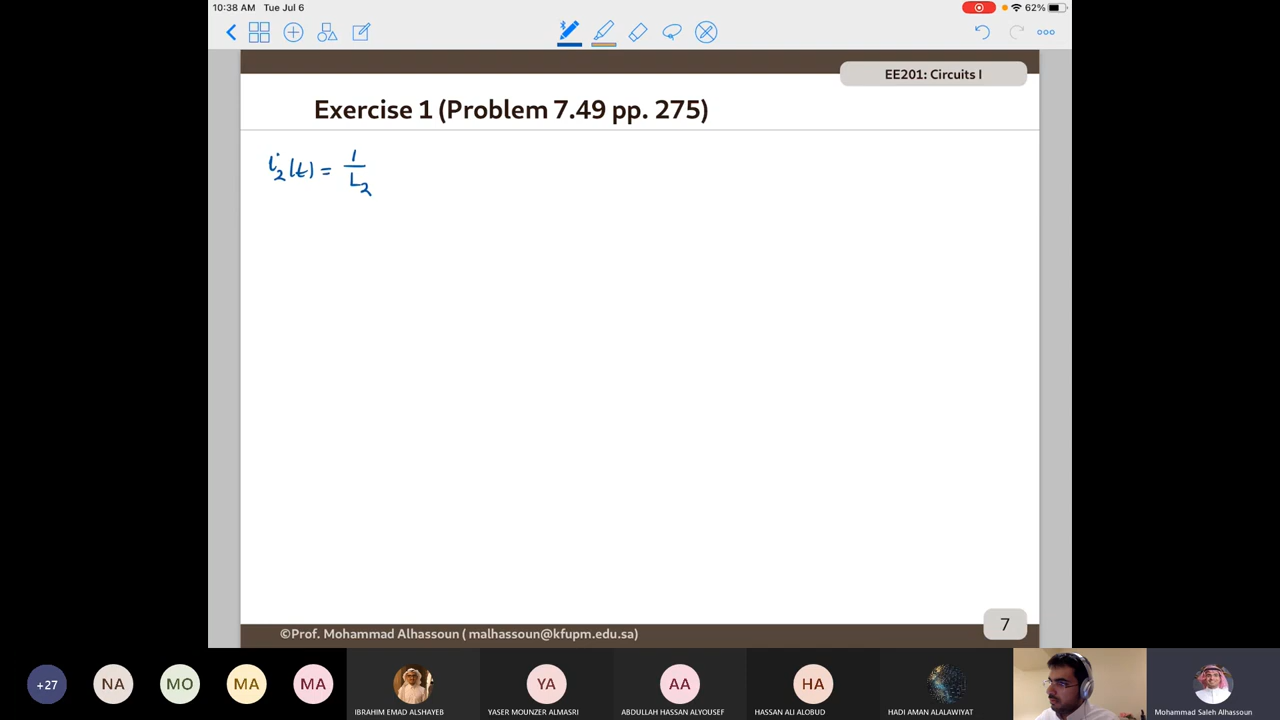 10:38 AM Tue Jul 6
62%
EE201: Circuits I
Exercise 1 (Problem 7.49 pp. 275)
i₂(t) = 1/L₂
7
©Prof. Mohammad Alhassoun ( malhassoun@kfupm.edu.sa)
+27 NA MO MA MA YA AA HA
IBRAHIM EMAD ALSHAYEB YASER MOUNZER ALMASRI ABDULLAH HASSAN ALYOUSEF HASSAN ALI ALOBUD HADI AMAN ALALAWIYAT Mohammad Saleh Alhassoun